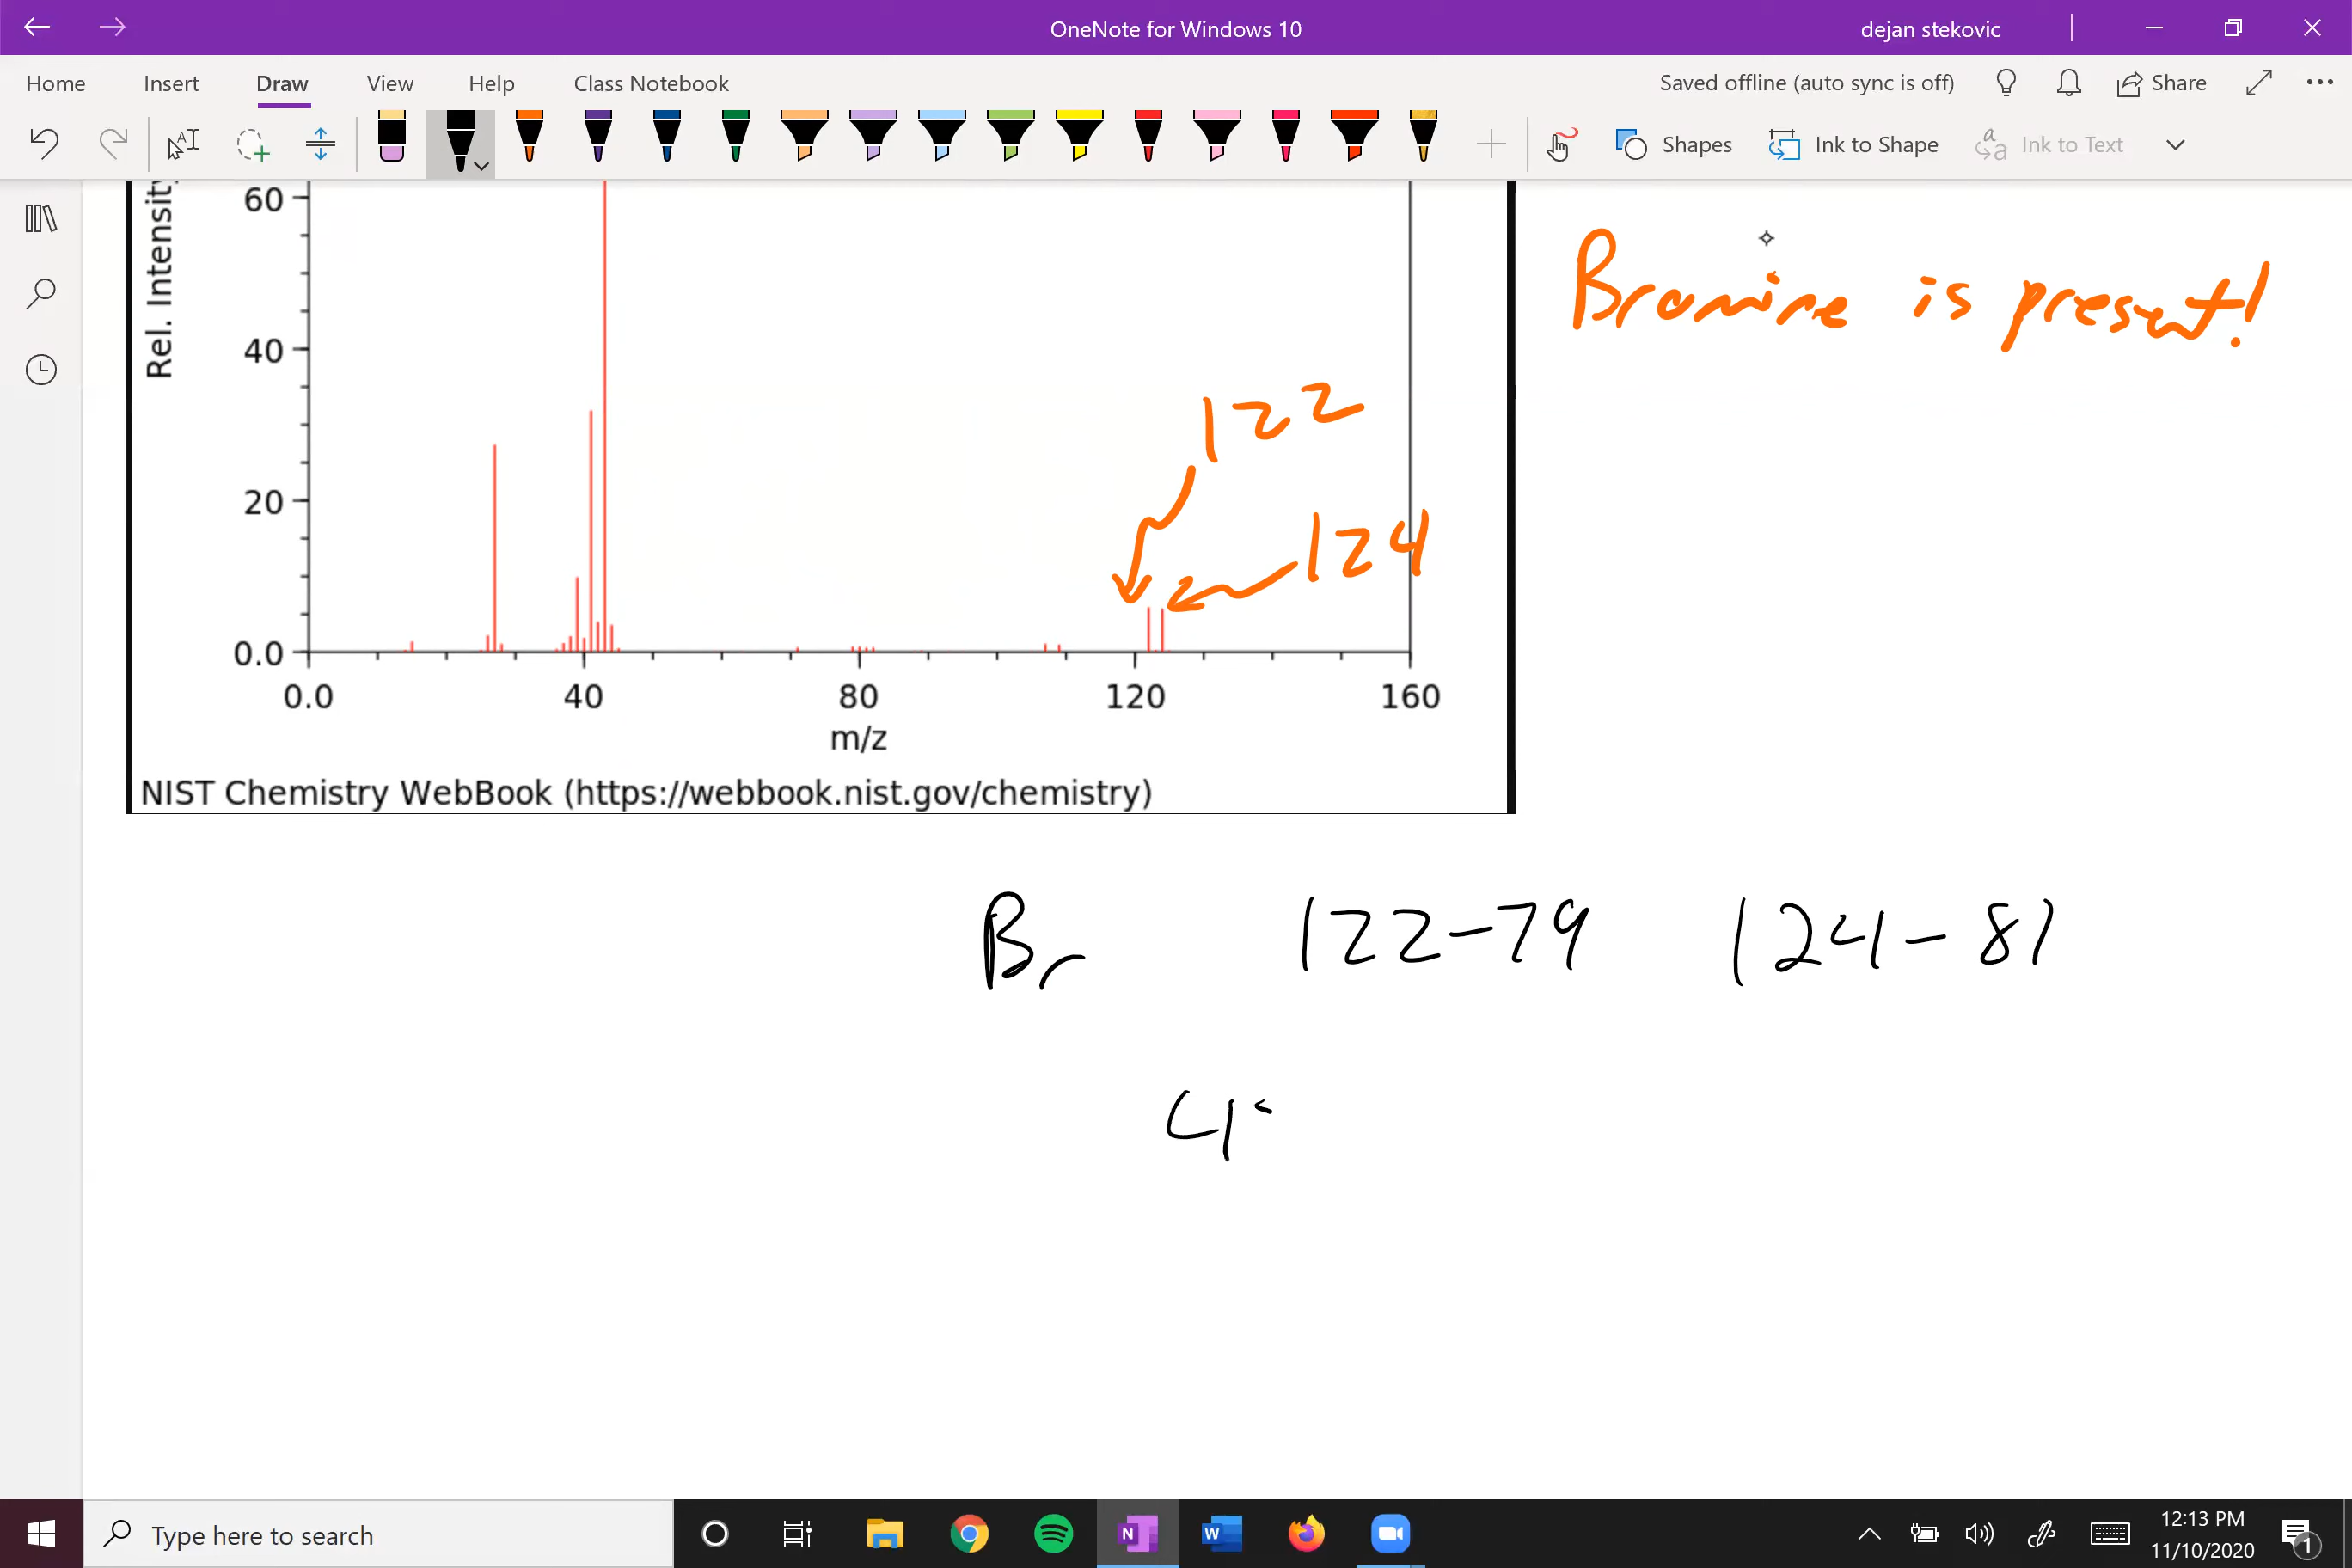 OneNote for Windows 10
dejan stekovic
Home Insert Draw View Help Class Notebook
Saved offline (auto sync is off) Share
Shapes Ink to Shape Ink to Text
Rel. Intensity
60
40
20
0.0
0.0 40 80 120 160
m/z
NIST Chemistry WebBook (https://webbook.nist.gov/chemistry)
122
124
Bromine is present!
Br 122-79 124-81
4
Type here to search
12:13 PM
11/10/2020
1